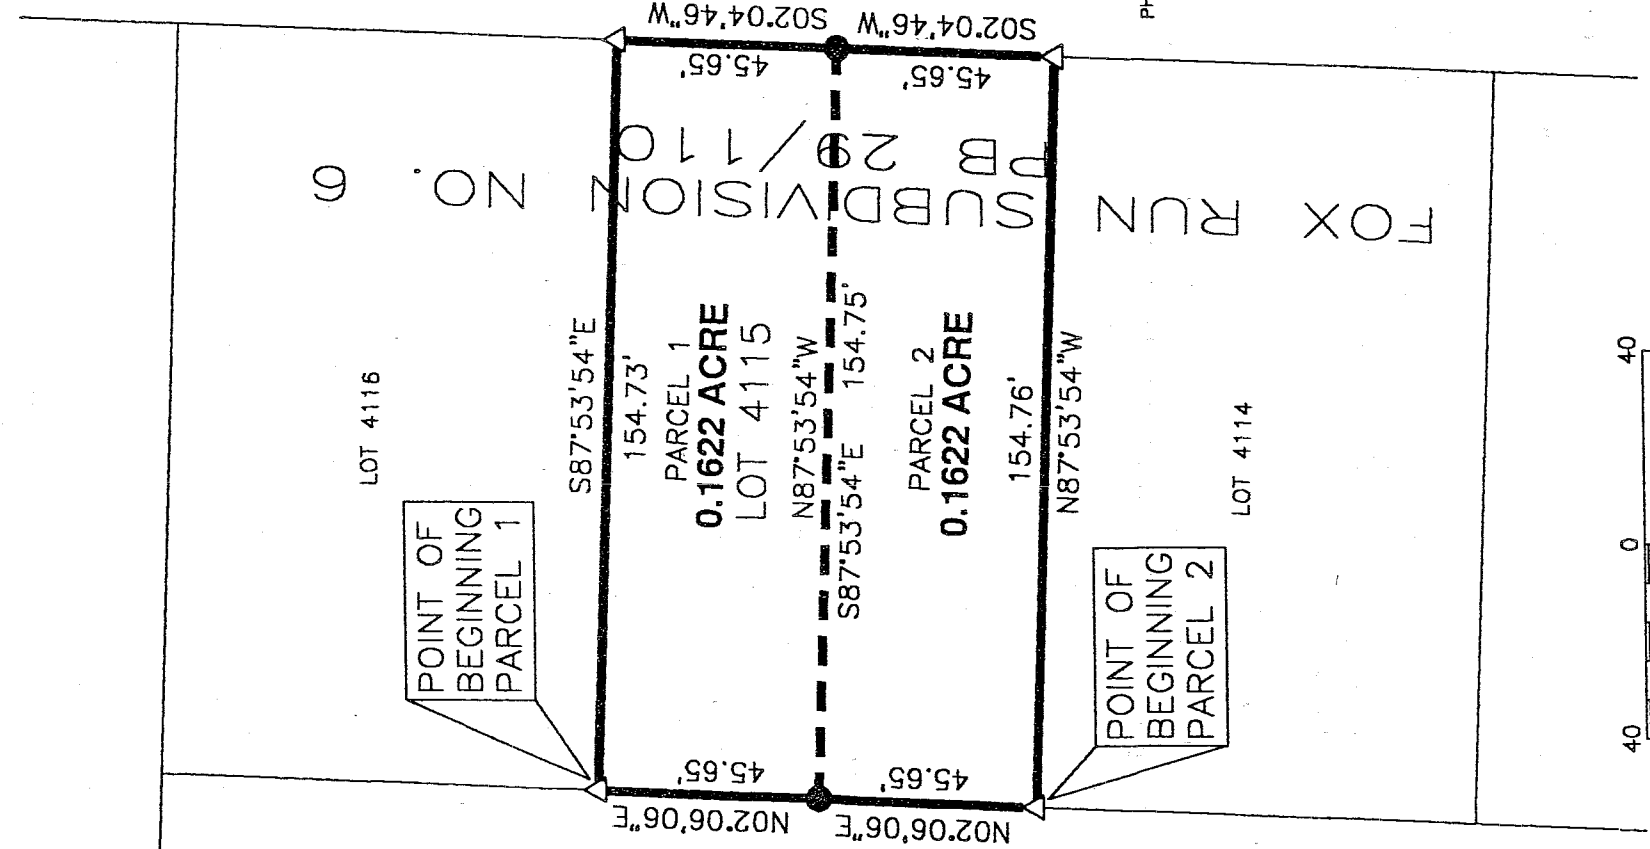 S02°04'46"W
45.65'
S02°04'46"W
45.65'
FOX RUN SUBDIVISION NO. 6
PB 29/110
LOT 4116
S87°53'54"E
154.73'
PARCEL 1
0.1622 ACRE
LOT 4115
N87°53'54"W
S87°53'54"E 154.75'
PARCEL 2
0.1622 ACRE
154.76'
N87°53'54"W
LOT 4114
POINT OF
BEGINNING
PARCEL 1
POINT OF
BEGINNING
PARCEL 2
45.65'
N02°06'06"E
45.65'
N02°06'06"E
40 0 40